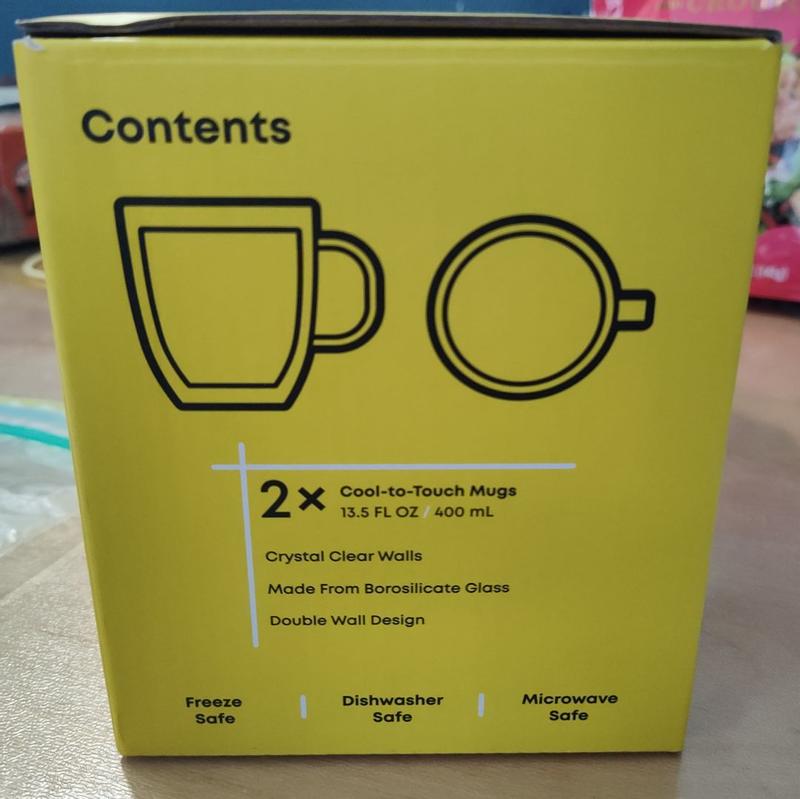 Contents
2× Cool-to-Touch Mugs
13.5 FL OZ / 400 mL
Crystal Clear Walls
Made From Borosilicate Glass
Double Wall Design
Freeze Safe
Dishwasher Safe
Microwave Safe